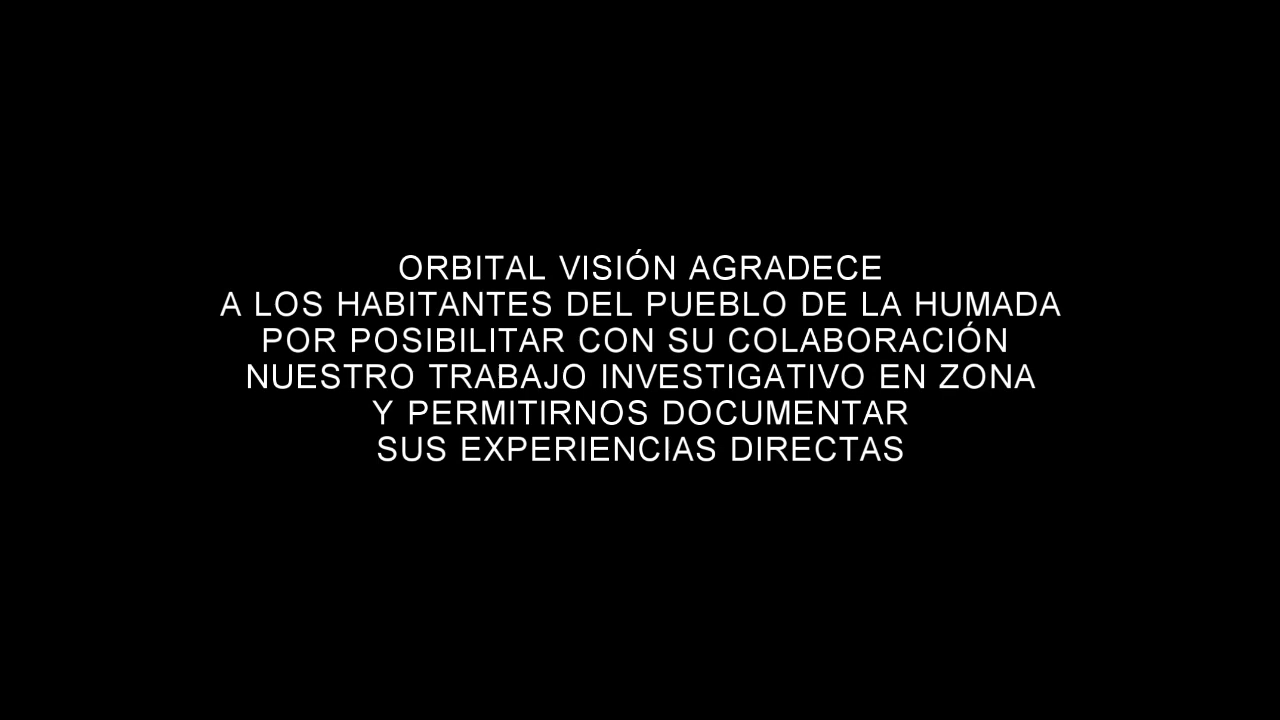 ORBITAL VISIÓN AGRADECE
A LOS HABITANTES DEL PUEBLO DE LA HUMADA
POR POSIBILITAR CON SU COLABORACIÓN
NUESTRO TRABAJO INVESTIGATIVO EN ZONA
Y PERMITIRNOS DOCUMENTAR
SUS EXPERIENCIAS DIRECTAS